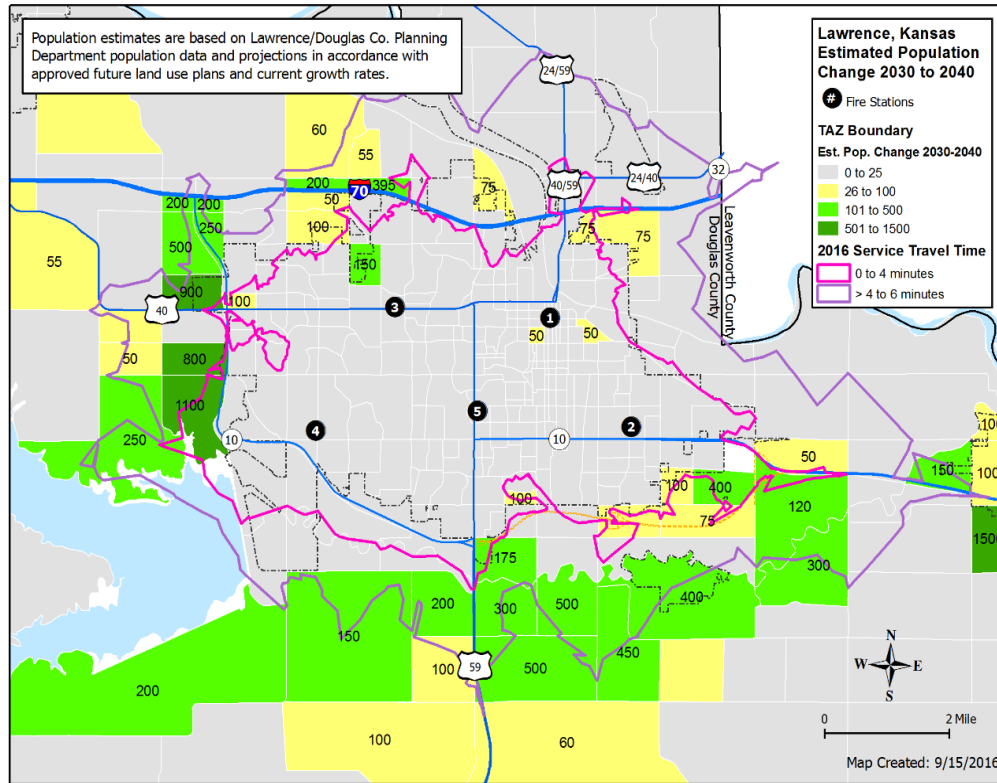 Population estimates are based on Lawrence/Douglas Co. Planning
Department population data and projections in accordance with
approved future land use plans and current growth rates.
Lawrence, Kansas
Estimated Population
Change 2030 to 2040
# Fire Stations
TAZ Boundary
Est. Pop. Change 2030-2040
0 to 25
26 to 100
101 to 500
501 to 1500
2016 Service Travel Time
0 to 4 minutes
> 4 to 6 minutes
24/59
60
55
32
200
70
395
75
40/59
24/40
50
200
200
250
100
75
75
Leavenworth County
Douglas County
500
55
150
900
100
40
3
1
50
50
50
800
1100
5
4
2
10
10
250
50
100
150
100
100
400
100
120
75
1500
175
300
400
200
300
500
150
450
100
59
500
200
100
60
N
W
E
S
0
2 Mile
Map Created: 9/15/2016